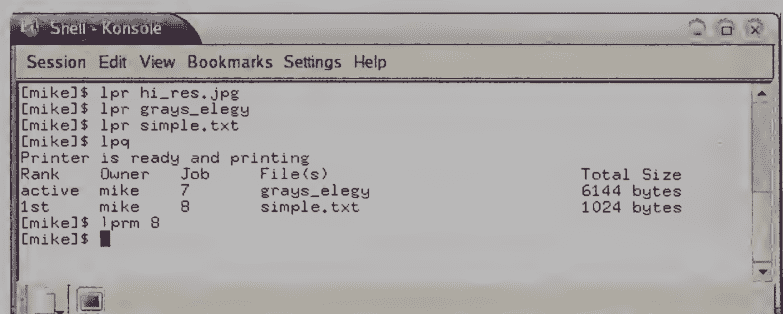 Shell - Konsole
Session Edit View Bookmarks Settings Help
[mike]$ lpr hi_res.jpg
[mike]$ lpr grays_elegy
[mike]$ lpr simple.txt
[mike]$ lpq
Printer is ready and printing
Rank Owner Job File(s) Total Size
active mike 7 grays_elegy 6144 bytes
1st mike 8 simple.txt 1024 bytes
[mike]$ lprm 8
[mike]$